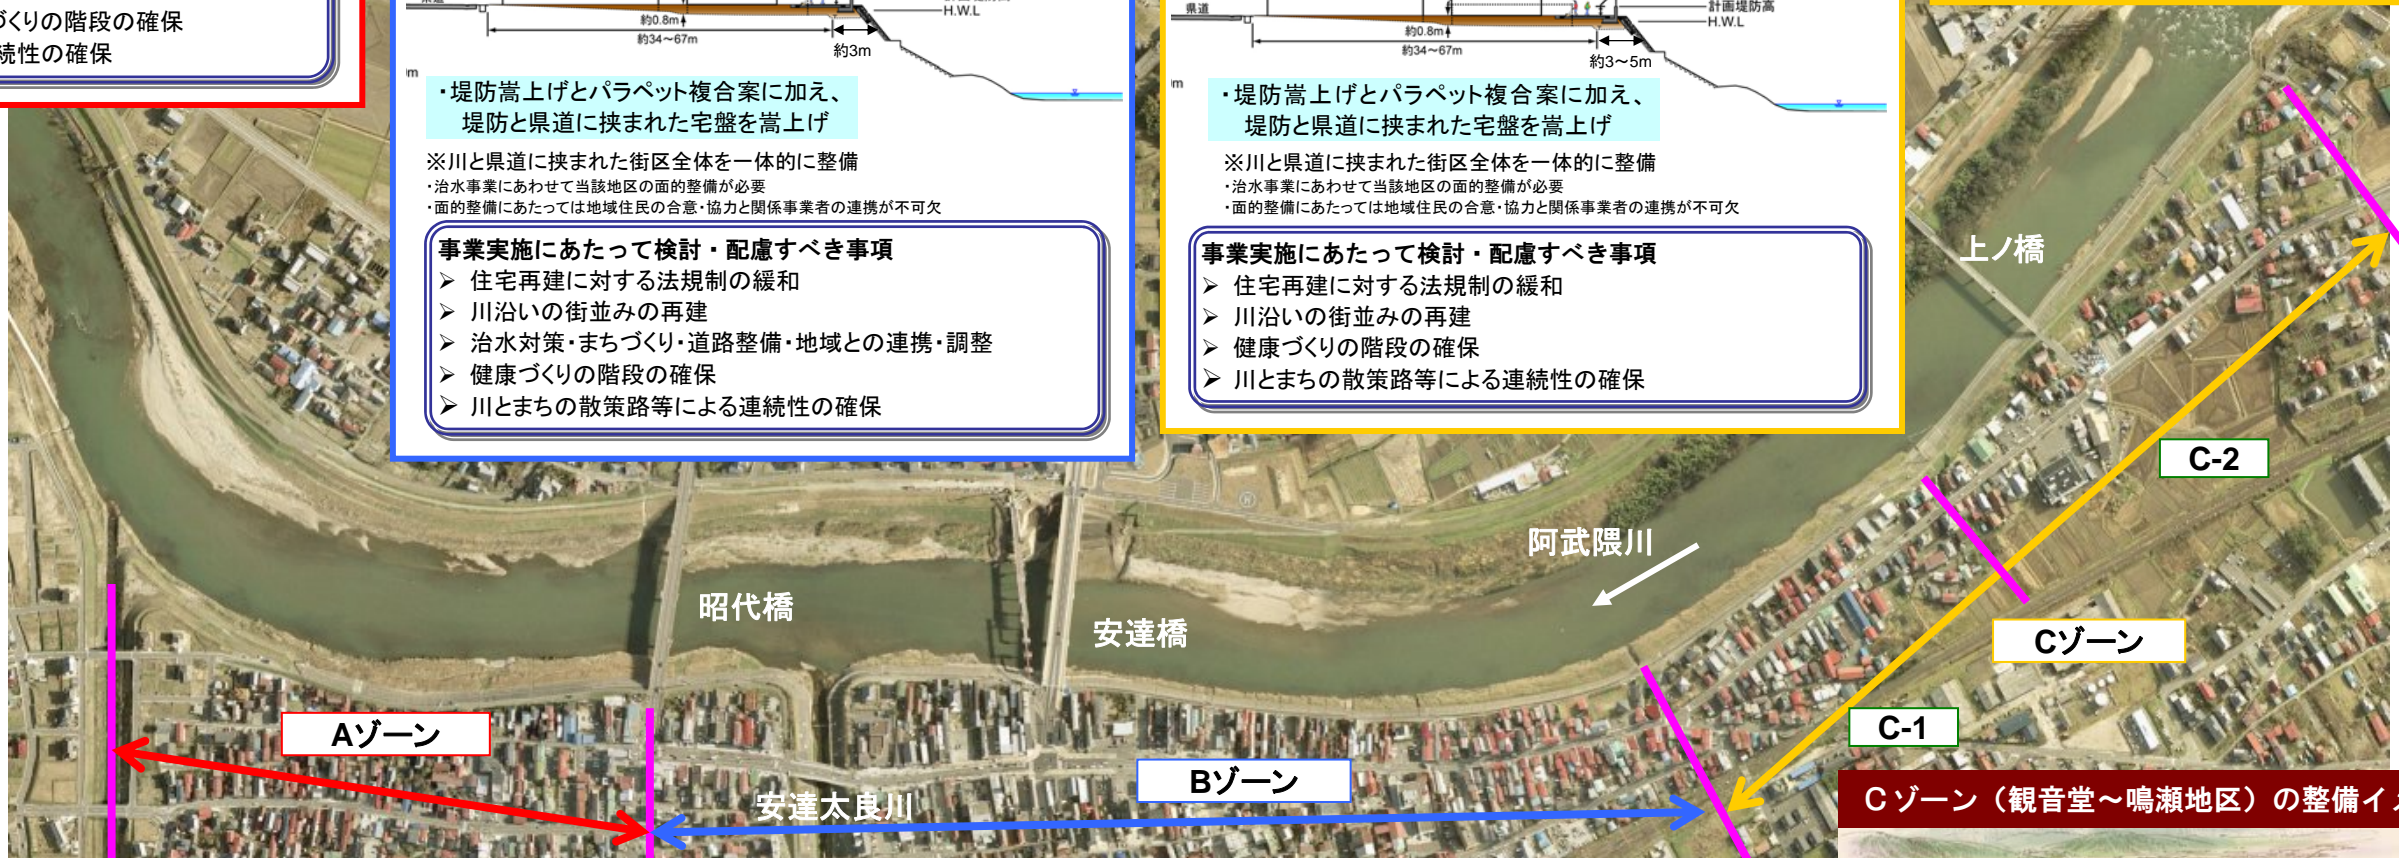 づくりの階段の確保
続性の確保
県道
約0.8m
約34～67m
約3m
H.W.L
・堤防嵩上げとパラペット複合案に加え、
堤防と県道に挟まれた宅盤を嵩上げ
※川と県道に挟まれた街区全体を一体的に整備
・治水事業にあわせて当該地区の面的整備が必要
・面的整備にあたっては地域住民の合意・協力と関係事業者の連携が不可欠
事業実施にあたって検討・配慮すべき事項
➢ 住宅再建に対する法規制の緩和
➢ 川沿いの街並みの再建
➢ 治水対策・まちづくり・道路整備・地域との連携・調整
➢ 健康づくりの階段の確保
➢ 川とまちの散策路等による連続性の確保
県道
約0.8m
約34～67m
約3～5m
計画堤防高
H.W.L
・堤防嵩上げとパラペット複合案に加え、
堤防と県道に挟まれた宅盤を嵩上げ
※川と県道に挟まれた街区全体を一体的に整備
・治水事業にあわせて当該地区の面的整備が必要
・面的整備にあたっては地域住民の合意・協力と関係事業者の連携が不可欠
事業実施にあたって検討・配慮すべき事項
➢ 住宅再建に対する法規制の緩和
➢ 川沿いの街並みの再建
➢ 健康づくりの階段の確保
➢ 川とまちの散策路等による連続性の確保
上ノ橋
C-2
阿武隈川
昭代橋
安達橋
Cゾーン
Aゾーン
C-1
Bゾーン
安達太良川
Cゾーン（観音堂～鳴瀬地区）の整備イ